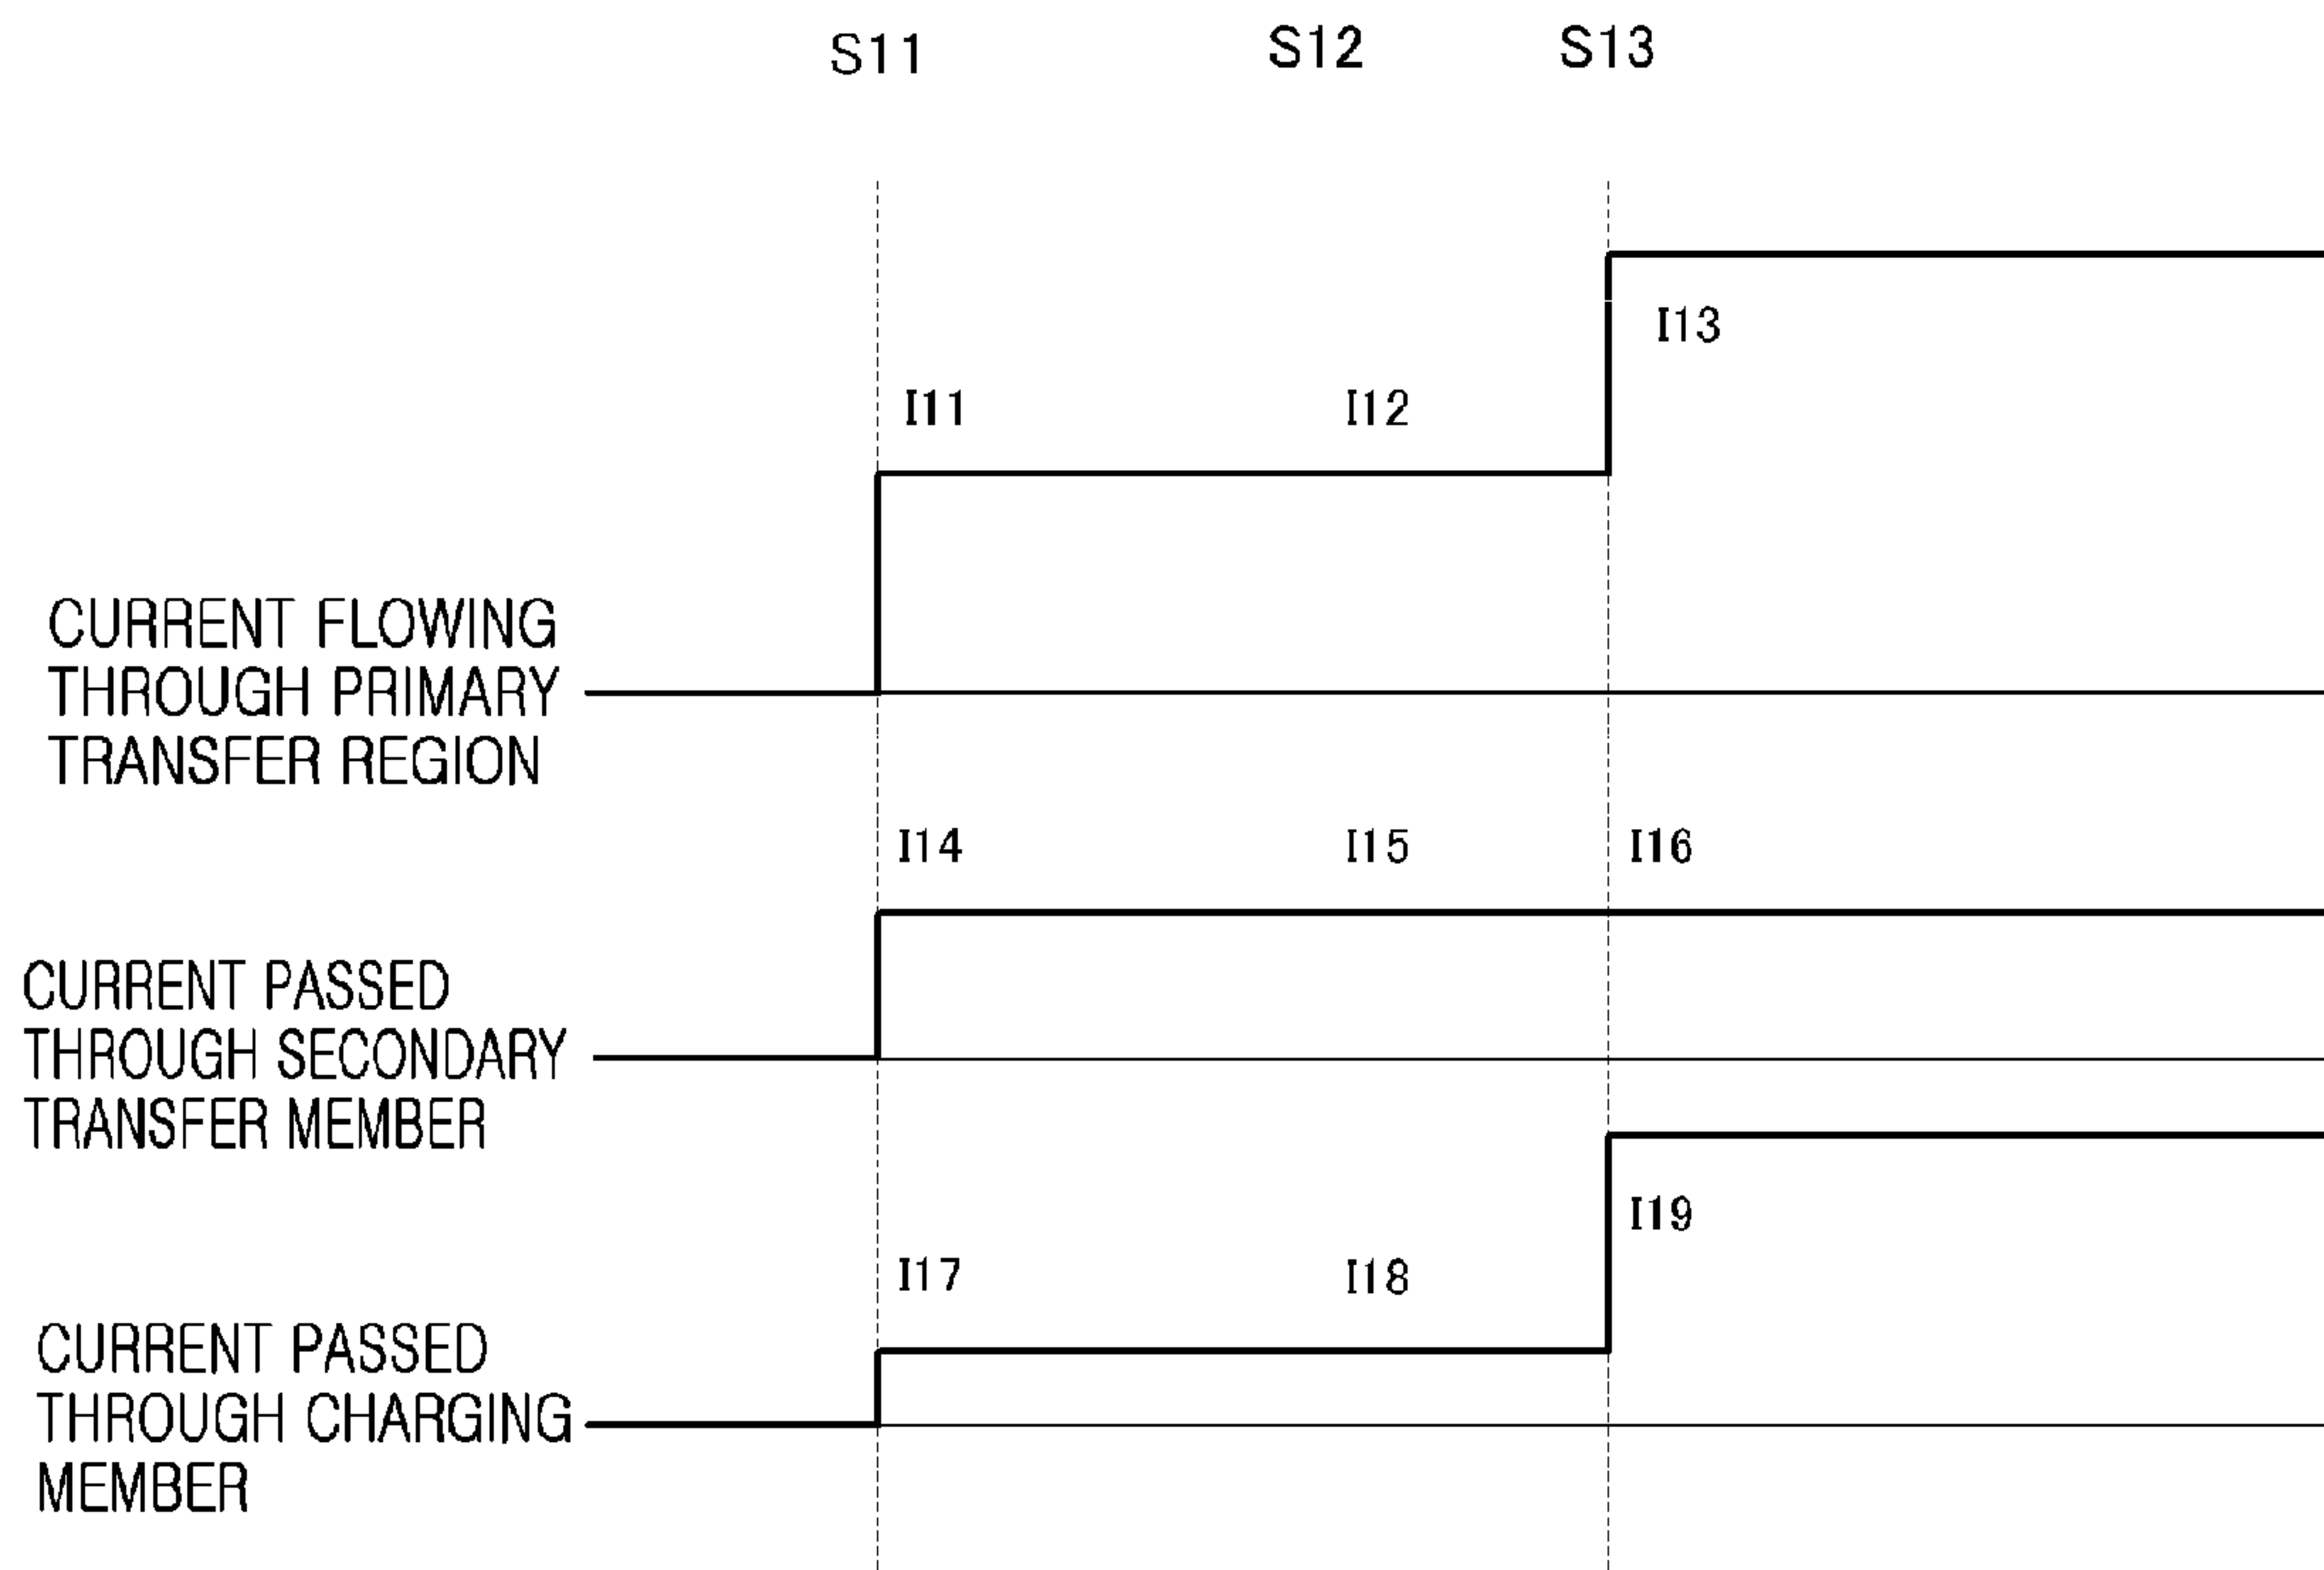 S11 S12 S13
I13
I11 I12
CURRENT FLOWING
THROUGH PRIMARY
TRANSFER REGION
I14 I15 I16
CURRENT PASSED
THROUGH SECONDARY
TRANSFER MEMBER
I19
I17 I18
CURRENT PASSED
THROUGH CHARGING
MEMBER